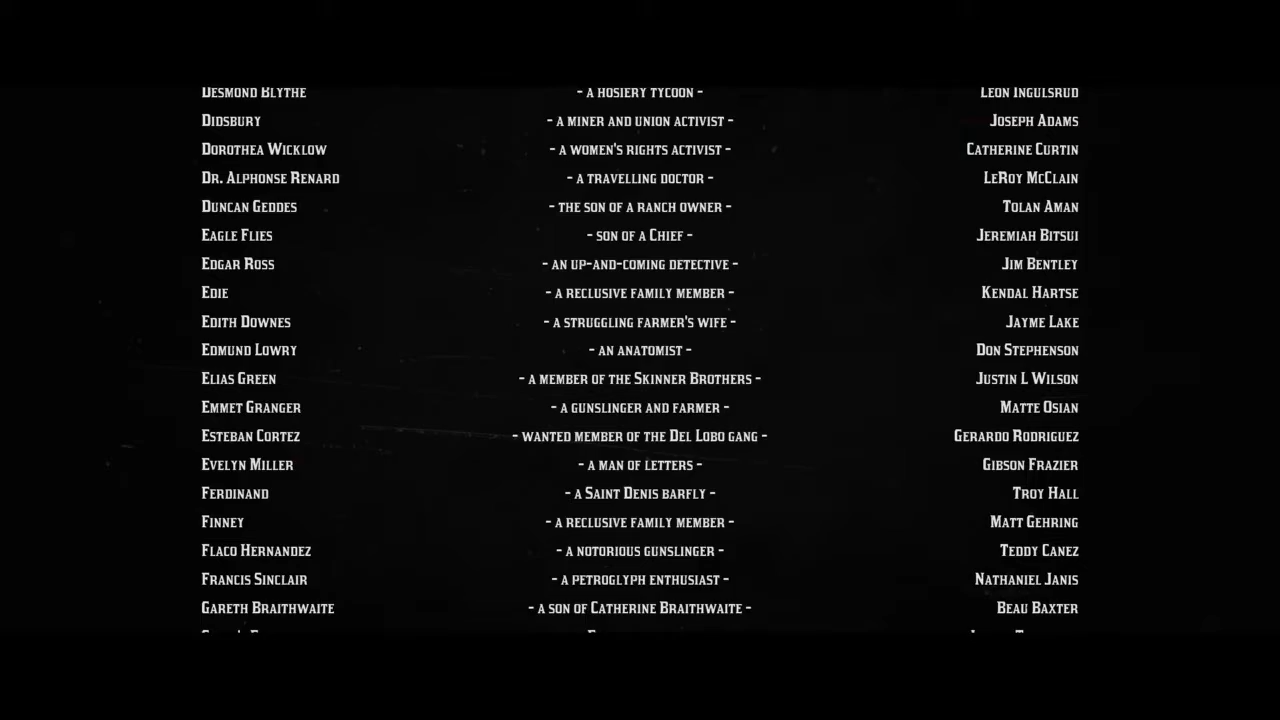 Desmond Blythe - a hosiery tycoon - Leon Ingulsrud
Didsbury - a miner and union activist - Joseph Adams
Dorothea Wicklow - a women's rights activist - Catherine Curtin
Dr. Alphonse Renard - a travelling doctor - LeRoy McClain
Duncan Geddes - the son of a ranch owner - Tolan Aman
Eagle Flies - son of a Chief - Jeremiah Bitsui
Edgar Ross - an up-and-coming detective - Jim Bentley
Edie - a reclusive family member - Kendal Hartse
Edith Downes - a struggling farmer's wife - Jayme Lake
Edmund Lowry - an anatomist - Don Stephenson
Elias Green - a member of the Skinner Brothers - Justin L Wilson
Emmet Granger - a gunslinger and farmer - Matte Osian
Esteban Cortez - wanted member of the Del Lobo gang - Gerardo Rodriguez
Evelyn Miller - a man of letters - Gibson Frazier
Ferdinand - a Saint Denis barfly - Troy Hall
Finney - a reclusive family member - Matt Gehring
Flaco Hernandez - a notorious gunslinger - Teddy Canez
Francis Sinclair - a petroglyph enthusiast - Nathaniel Janis
Gareth Braithwaite - a son of Catherine Braithwaite - Beau Baxter